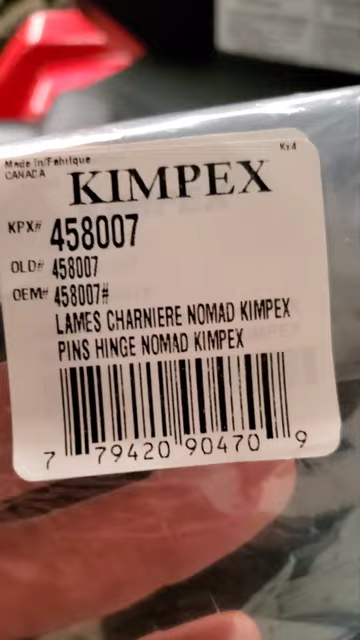 Made In/Fabrique
CANADA
Kxd
KIMPEX
KPX# 458007
OLD# 458007
OEM# 458007#
LAMES CHARNIERE NOMAD KIMPEX
PINS HINGE NOMAD KIMPEX
7 79420 90470 9